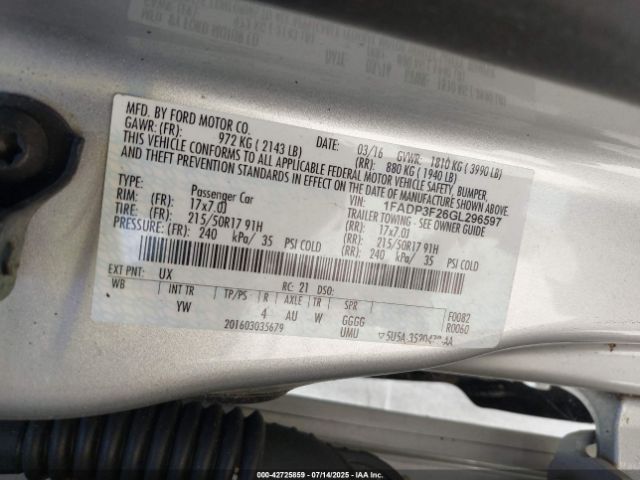 MFD. BY FORD MOTOR CO.
DATE: 03/16 GVWR: 1810 KG ( 3990 LB)
GAWR: (FR): 972 KG ( 2143 LB) (RR): 880 KG ( 1940 LB)
THIS VEHICLE CONFORMS TO ALL APPLICABLE FEDERAL MOTOR VEHICLE SAFETY, BUMPER,
AND THEFT PREVENTION STANDARDS IN EFFECT ON THE DATE OF MANUFACTURE SHOWN ABOVE.
VIN: 1FADP3F26GL296597
TYPE: Passenger Car TRAILER TOWING - SEE OWNER GUIDE
RIM: (FR): 17x7.0J (RR): 17x7.0J
TIRE: (FR): 215/50R17 91H (RR): 215/50R17 91H
PRESSURE: (FR): 240 kPa/ 35 PSI COLD (RR): 240 kPa/ 35 PSI COLD
EXT PNT: UX RC: 21 DSO:
WB INT TR TP/PS R AXLE TR SPR F0082
YW 4 AU W GGGG R0060
201603035679 UMU
000-42725859 07/14/2025 - IAAI.com